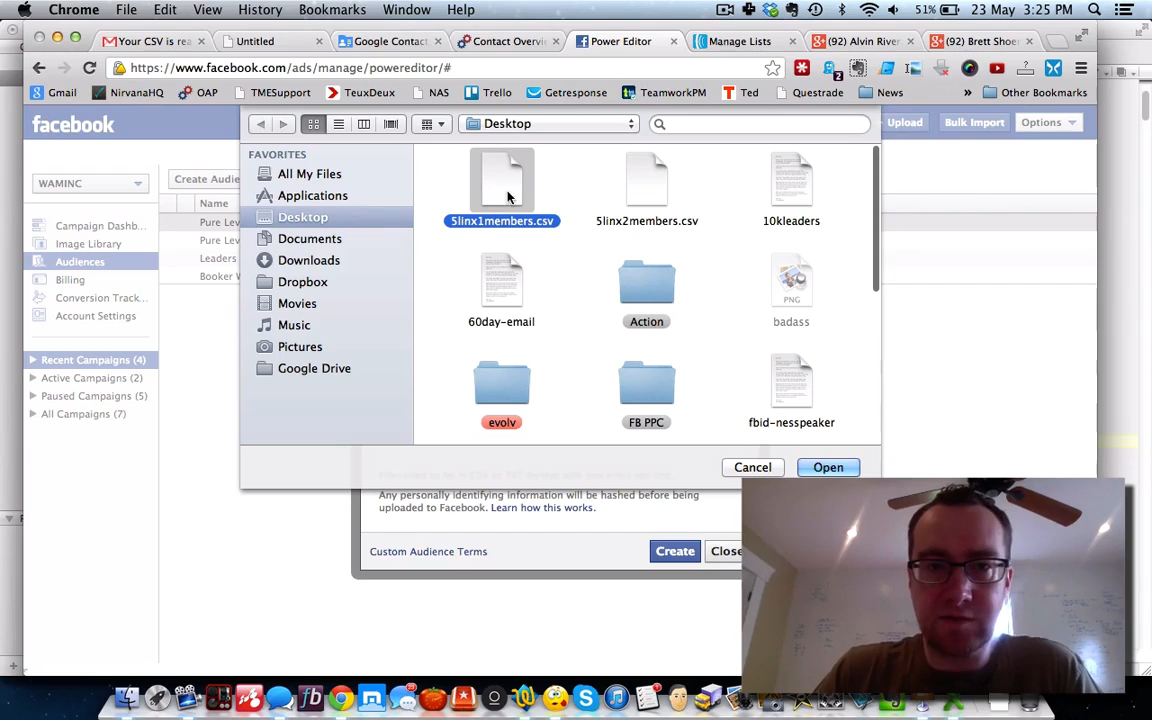 Chrome File Edit View History Bookmarks Window Help 51% 23 May 3:25 PM
Your CSV is rea Untitled Google Contac Contact Overvi Power Editor Manage Lists (92) Alvin River (92) Brett Shoe
https://www.facebook.com/ads/manage/powereditor/#
Gmail NirvanaHQ OAP TMESupport TeuxDeux NAS Trello Getresponse TeamworkPM Ted Questrade News » Other Bookmarks
facebook Desktop Upload Bulk Import Options
FAVORITES
All My Files
Applications
Desktop
Documents
Downloads
Dropbox
Movies
Music
Pictures
Google Drive
WAMINC Create Audie
Name
Campaign Dashb... Pure Lev
Image Library Pure Lev
Audiences Leaders
Billing Booker W
Conversion Track...
Account Settings
Recent Campaigns (4)
Active Campaigns (2)
Paused Campaigns (5)
All Campaigns (7)
5linx1members.csv 5linx2members.csv 10kleaders
60day-email Action PNG badass
evolv FB PPC fbid-nesspeaker
Cancel Open
Any personally identifying information will be hashed before being
uploaded to Facebook. Learn how this works.
Custom Audience Terms Create Close